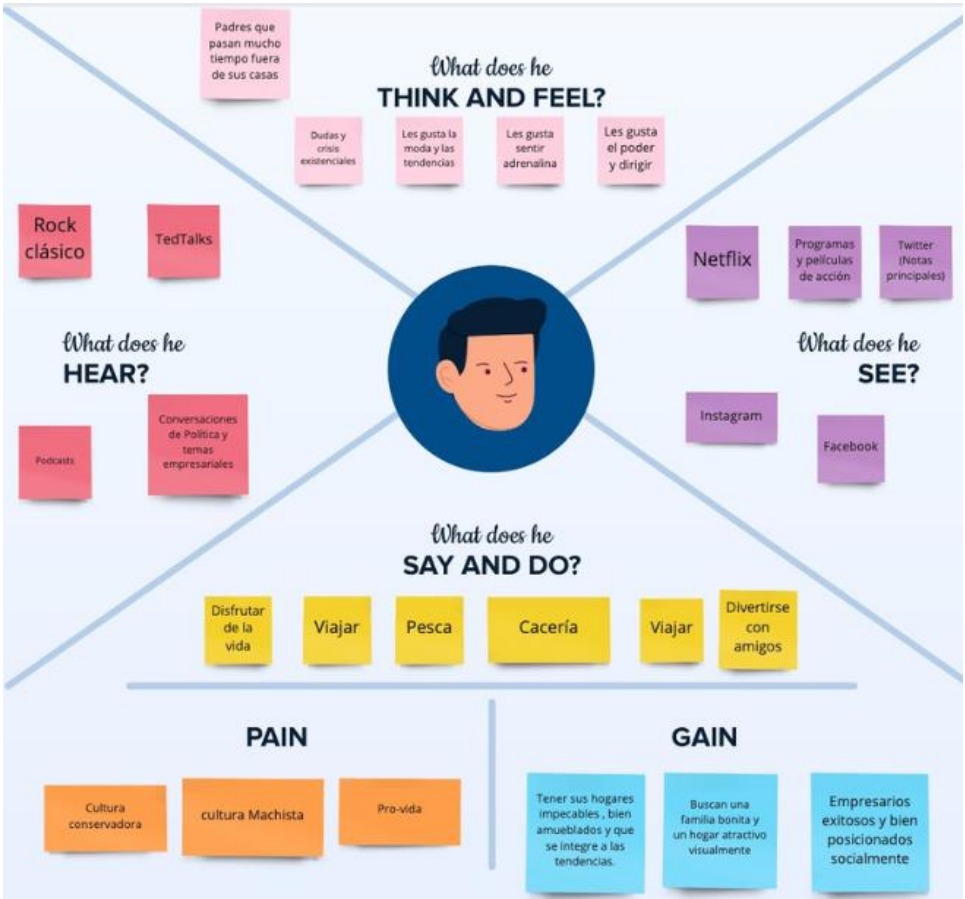 Padres que
pasan mucho
tiempo fuera
de sus casas
What does he
THINK AND FEEL?
Dudas y
crisis
existenciales
Les gusta la
moda y las
tendencias
Les gusta
sentir
adrenalina
Les gusta
el poder
y dirigir
Rock
clásico
TedTalks
What does he
HEAR?
Podcasts
Conversaciones
de Política y
temas
empresariales
Netflix
Programas
y películas
de acción
Twitter
(Notas
principales)
What does he
SEE?
Instagram
Facebook
What does he
SAY AND DO?
Disfrutar
de la
vida
Viajar
Pesca
Cacería
Viajar
Divertirse
con
amigos
PAIN
Cultura
conservadora
cultura Machista
Pro-vida
GAIN
Tener sus hogares
impecables , bien
amueblados y que
se integre a las
tendencias.
Buscan una
familia bonita y
un hogar atractivo
visualmente
Empresarios
exitosos y bien
posicionados
socialmente